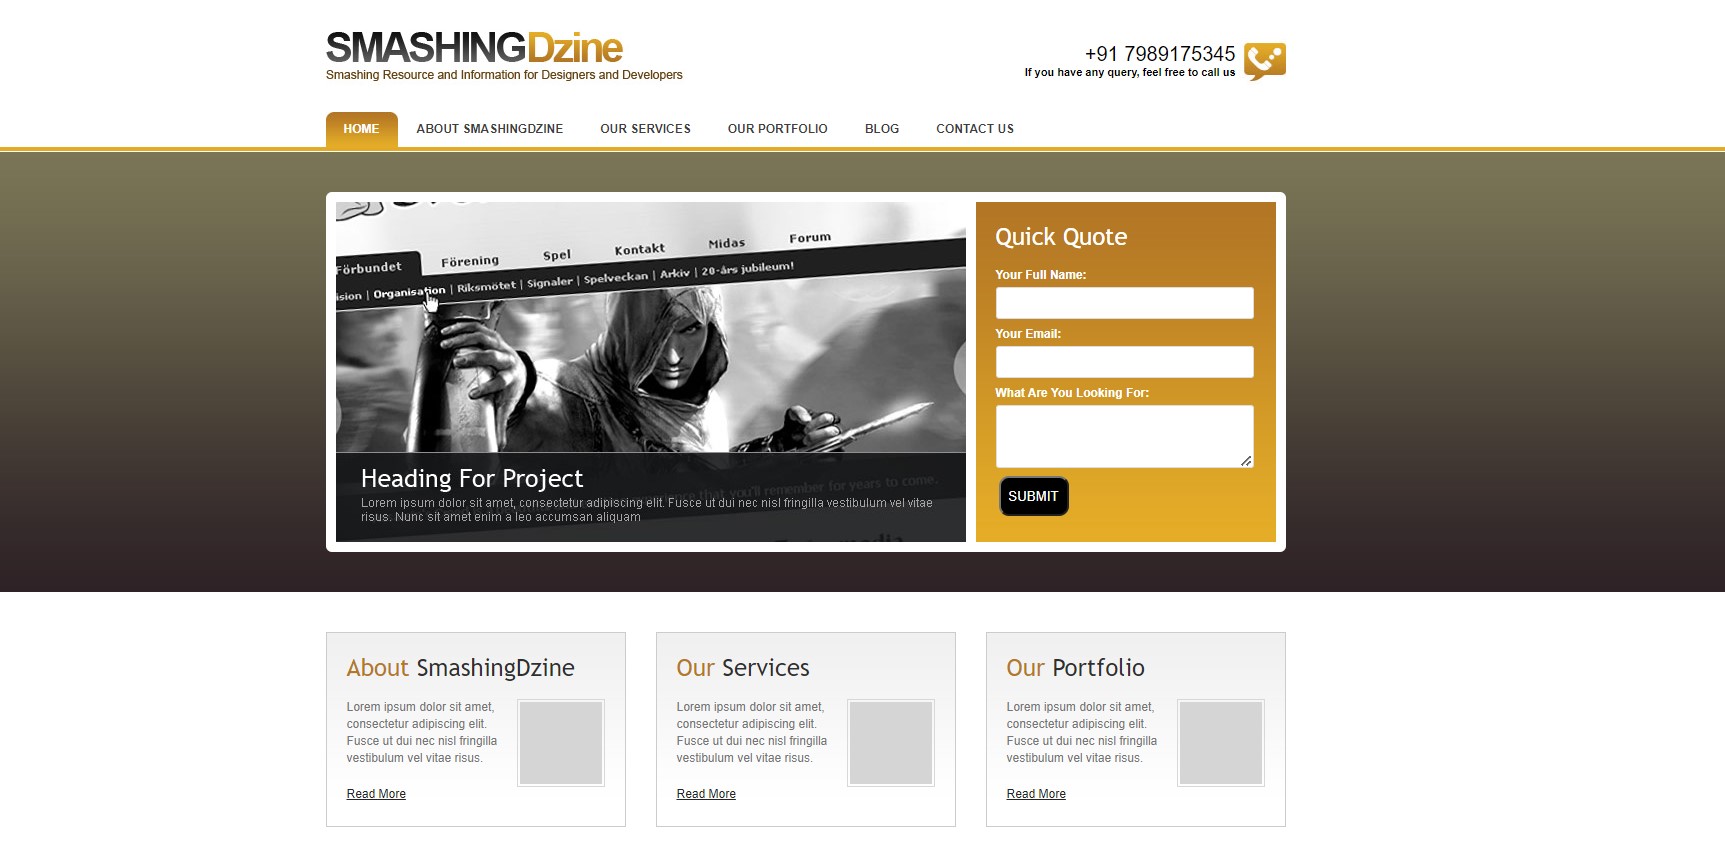 SMASHINGDzine
Smashing Resource and Information for Designers and Developers
+91 7989175345
If you have any query, feel free to call us
HOME
ABOUT SMASHINGDZINE
OUR SERVICES
OUR PORTFOLIO
BLOG
CONTACT US
Förbundet
Förening
Spel
Kontakt
Midas
Forum
ision | Organisation | Riksmötet | Signaler | Spelveckan | Arkiv | 20-års jubileum!
that you'll remember for years to come.
Heading For Project
Lorem ipsum dolor sit amet, consectetur adipiscing elit. Fusce ut dui nec nisl fringilla vestibulum vel vitae
risus. Nunc sit amet enim a leo accumsan aliquam
Quick Quote
Your Full Name:
Your Email:
What Are You Looking For:
SUBMIT
About SmashingDzine
Lorem ipsum dolor sit amet,
consectetur adipiscing elit.
Fusce ut dui nec nisl fringilla
vestibulum vel vitae risus.
Read More
Our Services
Lorem ipsum dolor sit amet,
consectetur adipiscing elit.
Fusce ut dui nec nisl fringilla
vestibulum vel vitae risus.
Read More
Our Portfolio
Lorem ipsum dolor sit amet,
consectetur adipiscing elit.
Fusce ut dui nec nisl fringilla
vestibulum vel vitae risus.
Read More